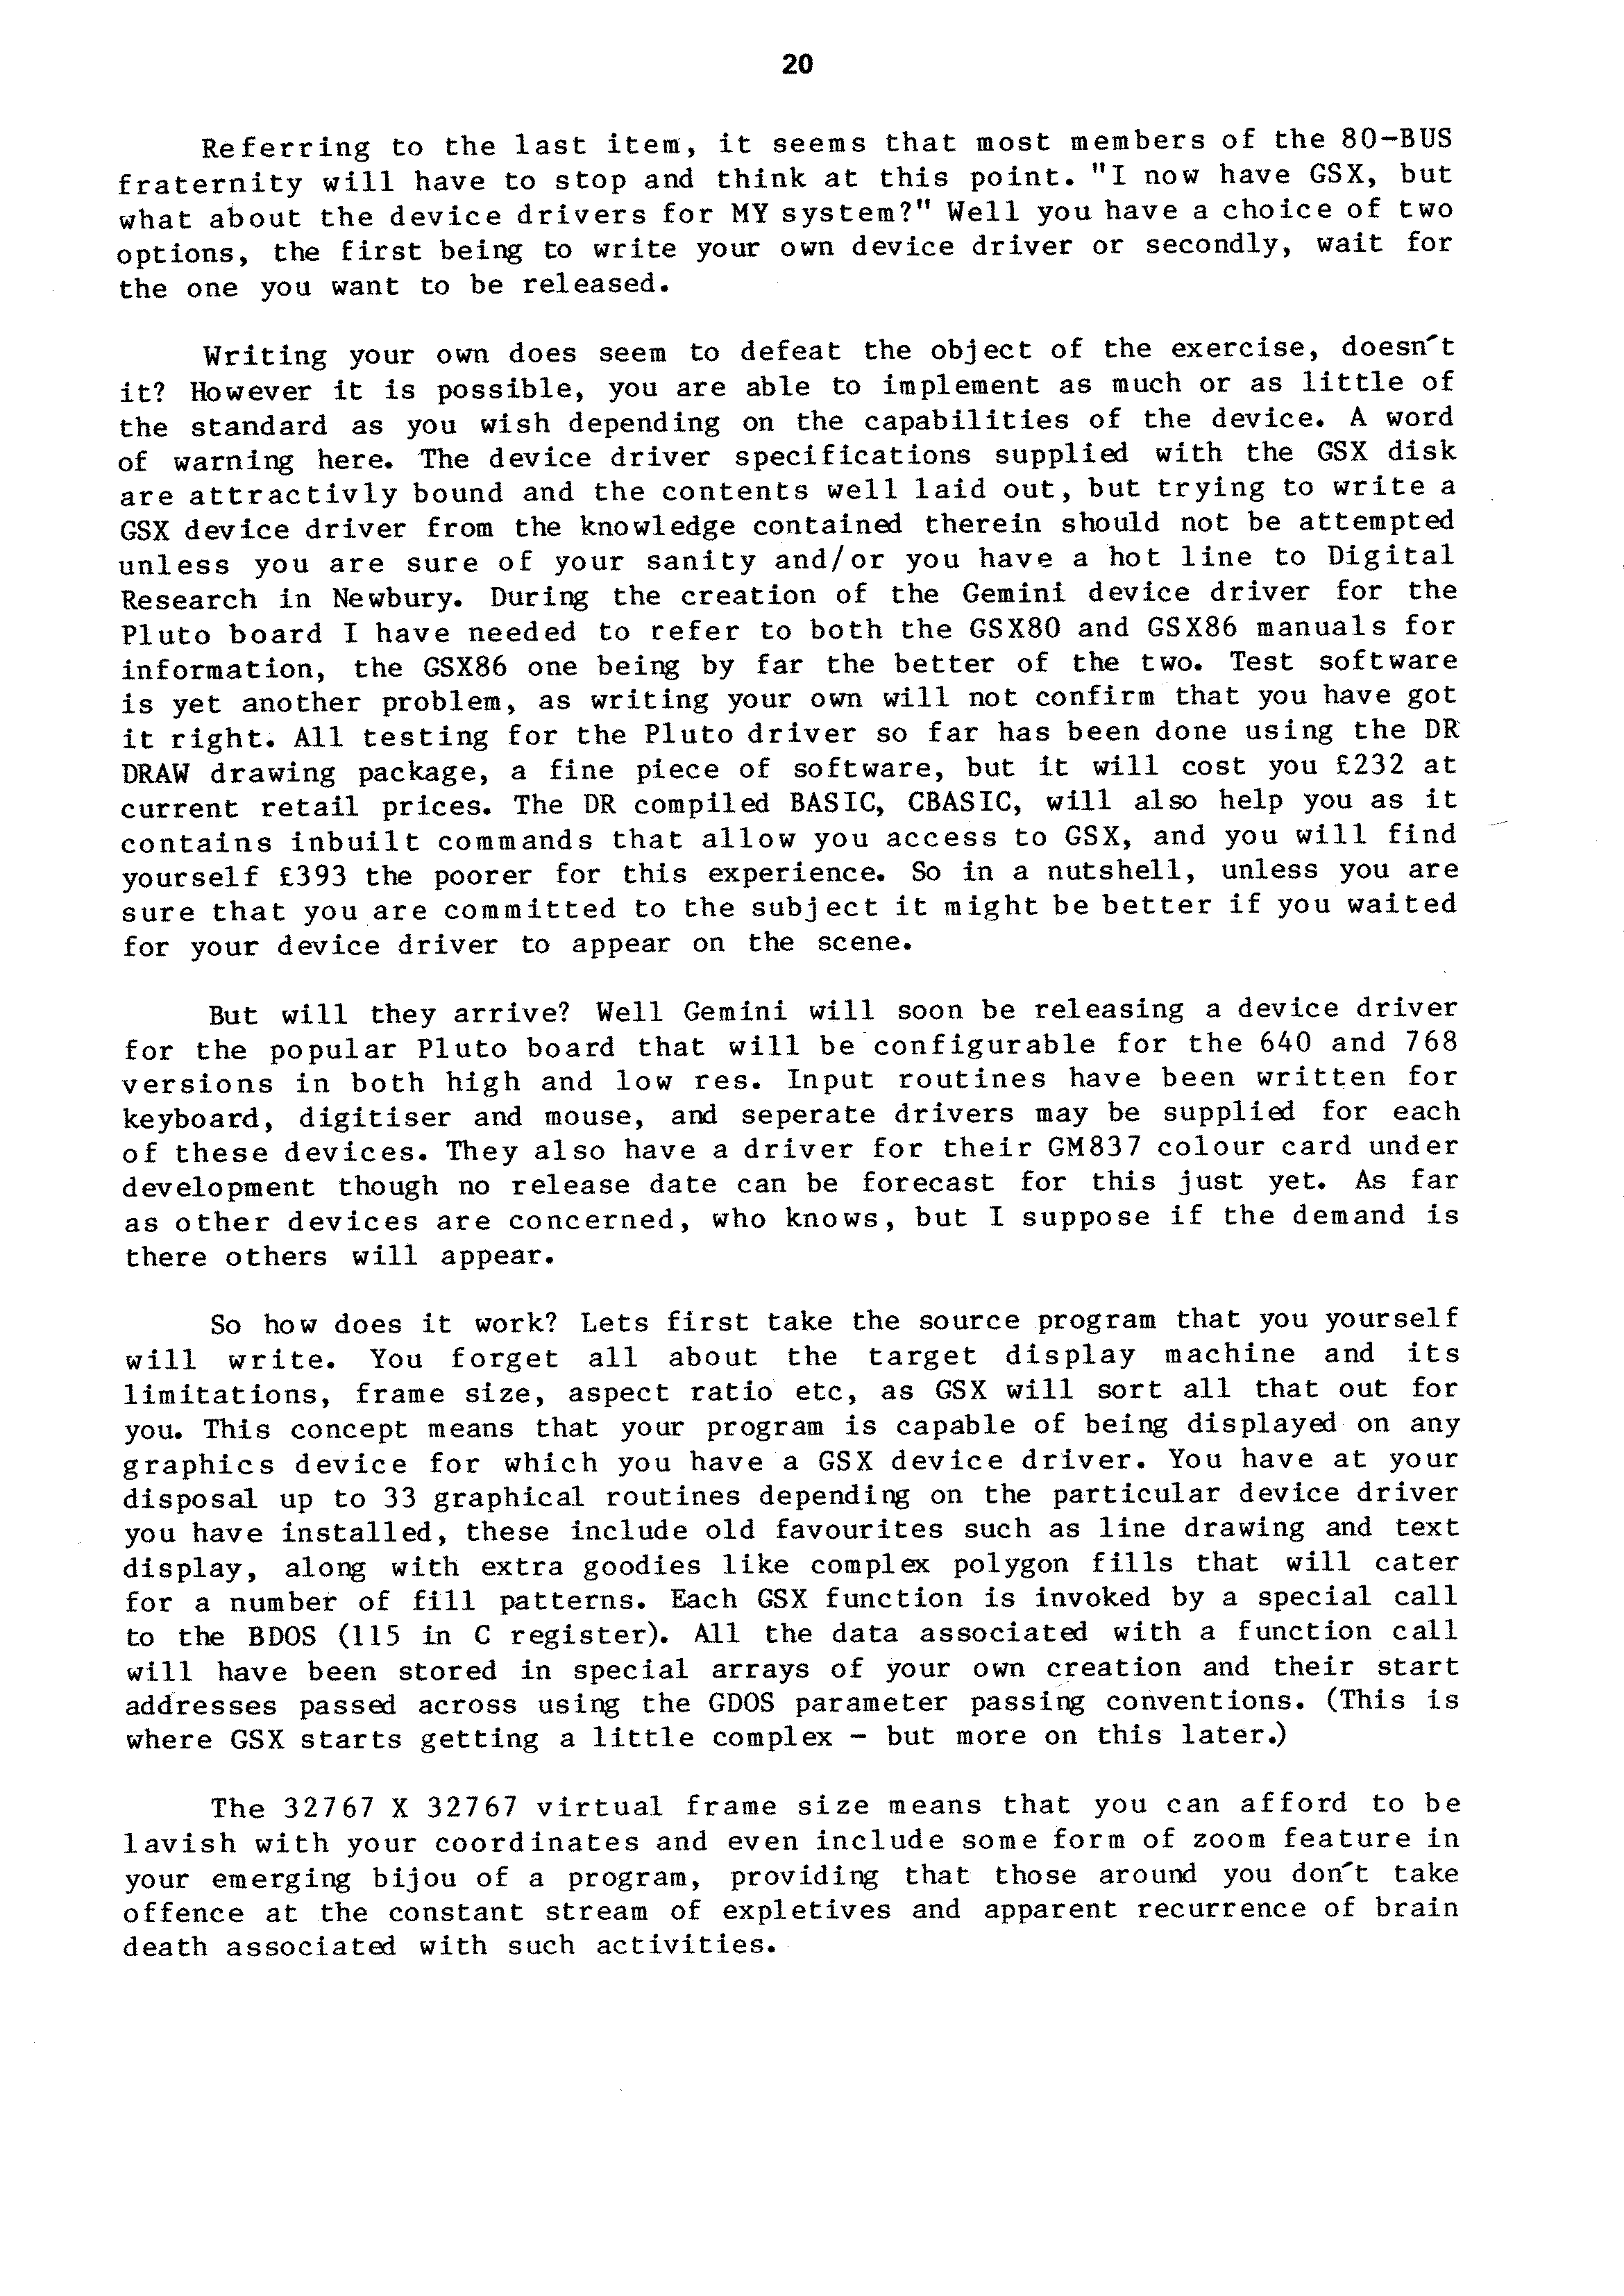 20
Referring to the last item, it seems that most members of the 80-BUS
fraternity will have to stop and think at this point. "I now have GSX, but
what about the device drivers for MY system?" Well you have a choice of two
options, the first being to write your own device driver or secondly, wait for
the one you want to be released.
Writing your own does seem to defeat the object of the exercise, doesn't
it? However it is possible, you are able to implement as much or as little of
the standard as you wish depending on the capabilities of the device. A word
of warning here. The device driver specifications supplied with the GSX disk
are attractivly bound and the contents well laid out, but trying to write a
GSX device driver from the knowledge contained therein should not be attempted
unless you are sure of your sanity and/or you have a hot line to Digital
Research in Newbury. During the creation of the Gemini device driver for the
Pluto board I have needed to refer to both the GSX80 and GSX86 manuals for
information, the GSX86 one being by far the better of the two. Test software
is yet another problem, as writing your own will not confirm that you have got
it right. All testing for the Pluto driver so far has been done using the DR
DRAW drawing package, a fine piece of software, but it will cost you £232 at
current retail prices. The DR compiled BASIC, CBASIC, will also help you as it
contains inbuilt commands that allow you access to GSX, and you will find
yourself £393 the poorer for this experience. So in a nutshell, unless you are
sure that you are committed to the subject it might be better if you waited
for your device driver to appear on the scene.
But will they arrive? Well Gemini will soon be releasing a device driver
for the popular Pluto board that will be configurable for the 640 and 768
versions in both high and low res. Input routines have been written for
keyboard, digitiser and mouse, and seperate drivers may be supplied for each
of these devices. They also have a driver for their GM837 colour card under
development though no release date can be forecast for this just yet. As far
as other devices are concerned, who knows, but I suppose if the demand is
there others will appear.
So how does it work? Lets first take the source program that you yourself
will write. You forget all about the target display machine and its
limitations, frame size, aspect ratio etc, as GSX will sort all that out for
you. This concept means that your program is capable of being displayed on any
graphics device for which you have a GSX device driver. You have at your
disposal up to 33 graphical routines depending on the particular device driver
you have installed, these include old favourites such as line drawing and text
display, along with extra goodies like complex polygon fills that will cater
for a number of fill patterns. Each GSX function is invoked by a special call
to the BDOS (115 in C register). All the data associated with a function call
will have been stored in special arrays of your own creation and their start
addresses passed across using the GDOS parameter passing conventions. (This is
where GSX starts getting a little complex - but more on this later.)
The 32767 X 32767 virtual frame size means that you can afford to be
lavish with your coordinates and even include some form of zoom feature in
your emerging bijou of a program, providing that those around you don't take
offence at the constant stream of expletives and apparent recurrence of brain
death associated with such activities.